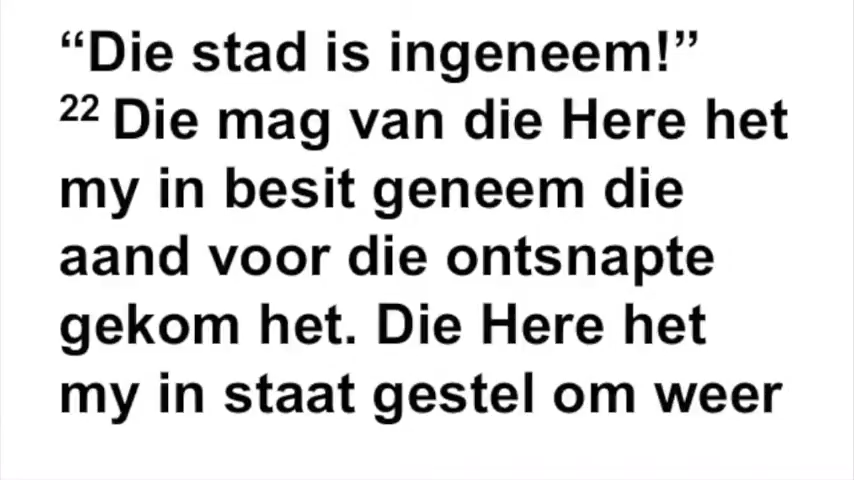 “Die stad is ingeneem!”
22 Die mag van die Here het
my in besit geneem die
aand voor die ontsnapte
gekom het. Die Here het
my in staat gestel om weer